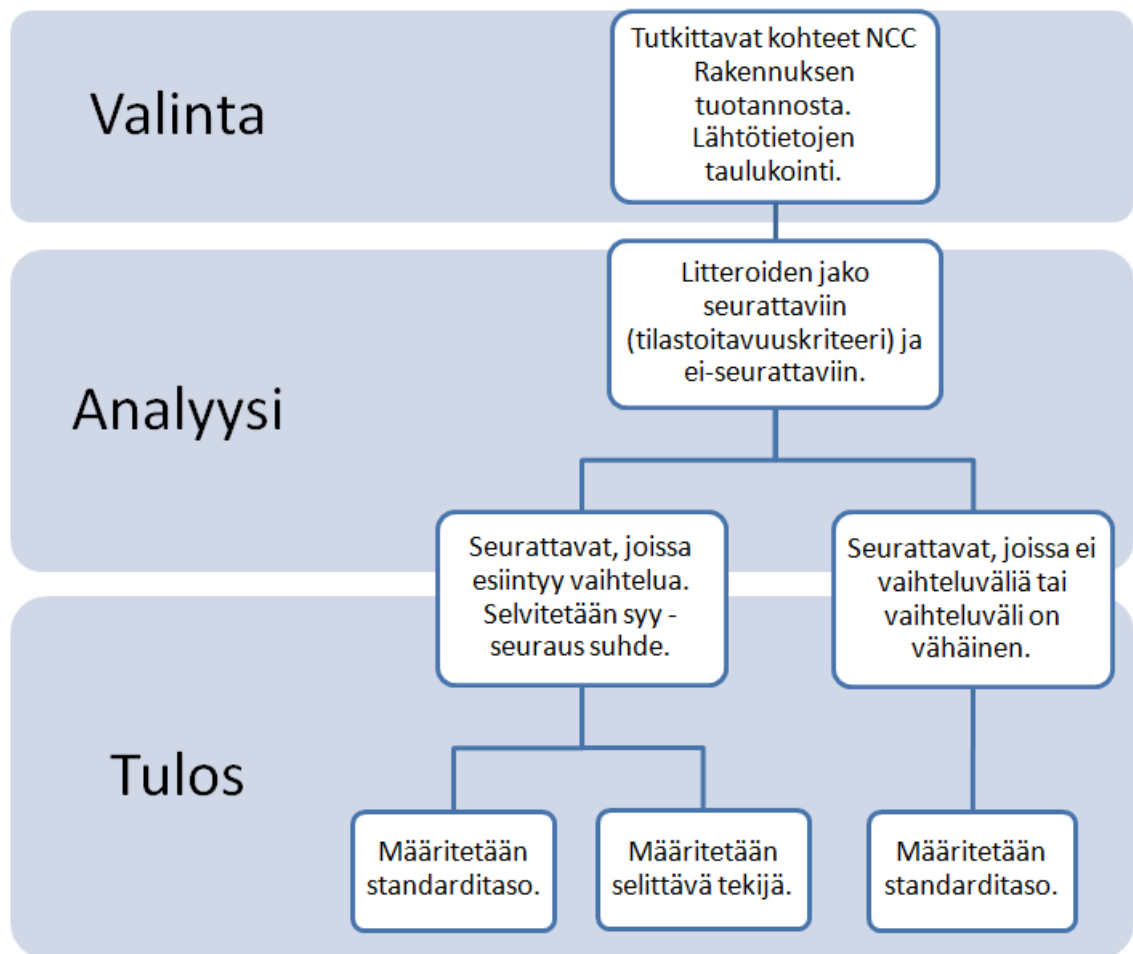 Valinta
Tutkittavat kohteet NCC
Rakennuksen
tuotannosta.
Lähtötietojen
taulukointi.
Analyysi
Litteroiden jako
seurattaviin
(tilastoitavuuskriteeri) ja
ei-seurattaviin.
Seurattavat, joissa
esiintyy vaihtelua.
Selvitetään syy -
seuraus suhde.
Seurattavat, joissa ei
vaihteluväliä tai
vaihteluväli on
vähäinen.
Tulos
Määritetään
standarditaso.
Määritetään
selittävä tekijä.
Määritetään
standarditaso.